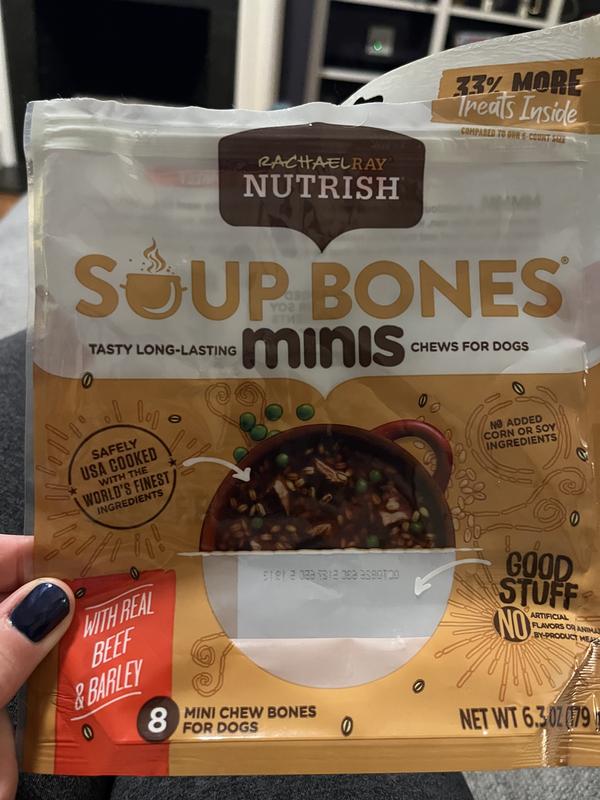 33% MORE
Treats Inside
COMPARED TO OUR 6-COUNT SIZE
RACHAEL RAY
NUTRISH®
SOUP BONES®
TASTY LONG-LASTING minis CHEWS FOR DOGS
NO ADDED
CORN OR SOY
INGREDIENTS
SAFELY
USA COOKED
WITH THE
WORLD'S FINEST
INGREDIENTS
GOOD
STUFF
NO ARTIFICIAL
FLAVORS OR ANIMA
BY-PRODUCT MEA
WITH REAL
BEEF
& BARLEY
8 MINI CHEW BONES
FOR DOGS
NET WT 6.3 OZ (179